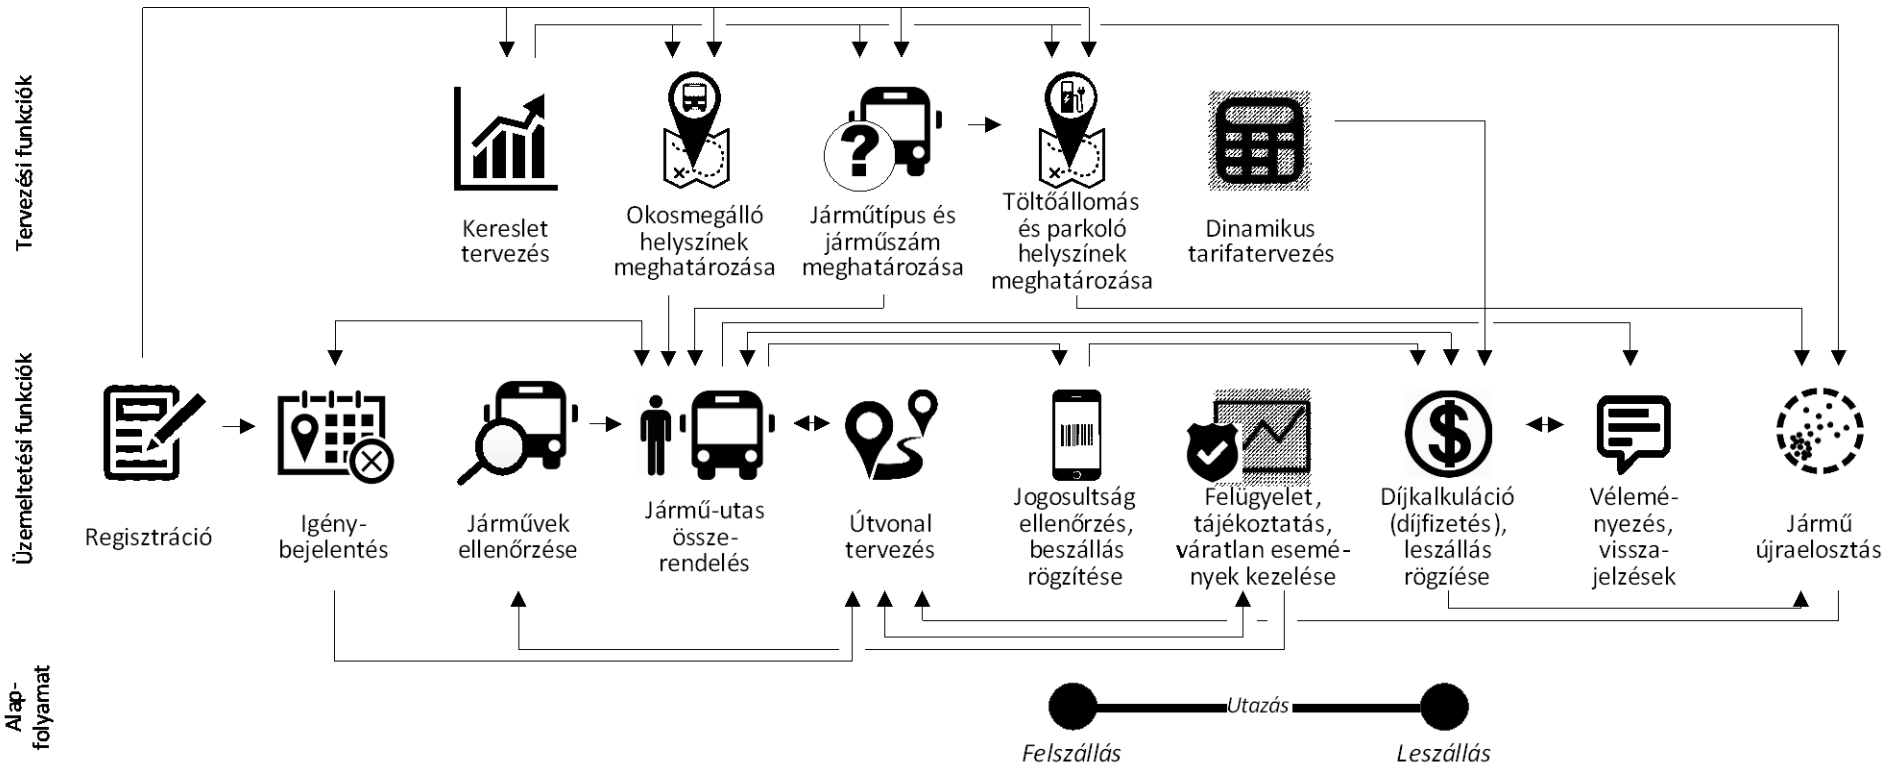 Tervezési funkciók
Kereslet
tervezés
Okosmegálló
helyszínek
meghatározása
Járműtípus és
járműszám
meghatározása
Töltőállomás
és parkoló
helyszínek
meghatározása
Dinamikus
tarifatervezés
Üzemeltetési funkciók
Regisztráció
Igény-
bejelentés
Járművek
ellenőrzése
Jármű-utas
össze-
rendelés
Útvonal
tervezés
Jogosultság
ellenőrzés,
beszállás
rögzítése
Felügyelet,
tájékoztatás,
váratlan esemé-
nyek kezelése
Díjkalkuláció
(díjfizetés),
leszállás
rögzíése
Vélemé-
nyezés,
vissza-
jelzések
Jármű
újraelosztás
Alap-
folyamat
Utazás
Felszállás
Leszállás